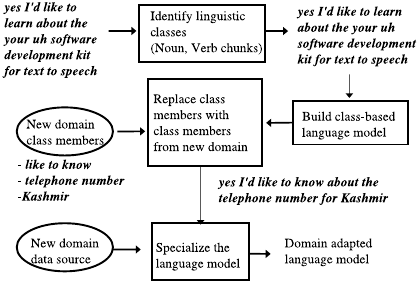 yes I'd like to
learn about the
your uh software
development kit
for text to speech
Identify linguistic
classes
(Noun, Verb chunks)
yes I'd like to learn
about the your uh
software development
kit for text to speech
New domain
class members
- like to know
- telephone number
-Kashmir
Replace class
members with
class members
from new domain
Build class-based
language model
yes I'd like to know about the
telephone number for Kashmir
New domain
data source
Specialize the
language model
Domain adapted
language model